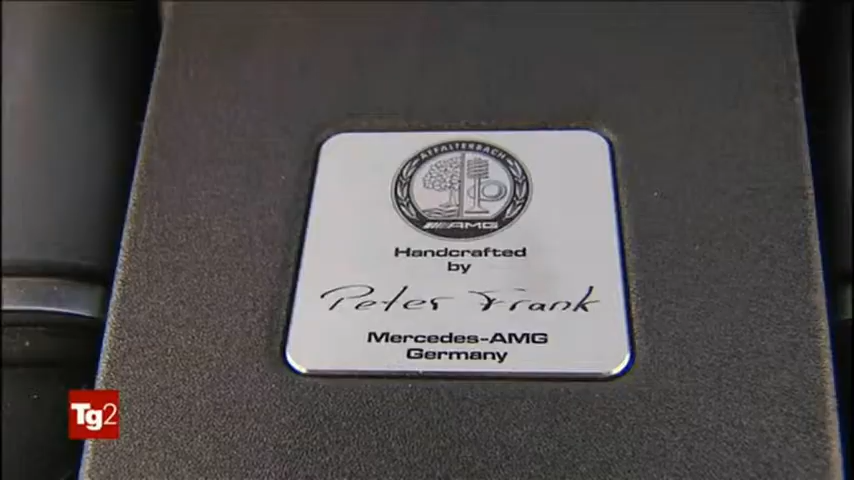 AFFALTERBACH
AMG
Handcrafted
by
Peter Frank
Mercedes-AMG
Germany
Tg2